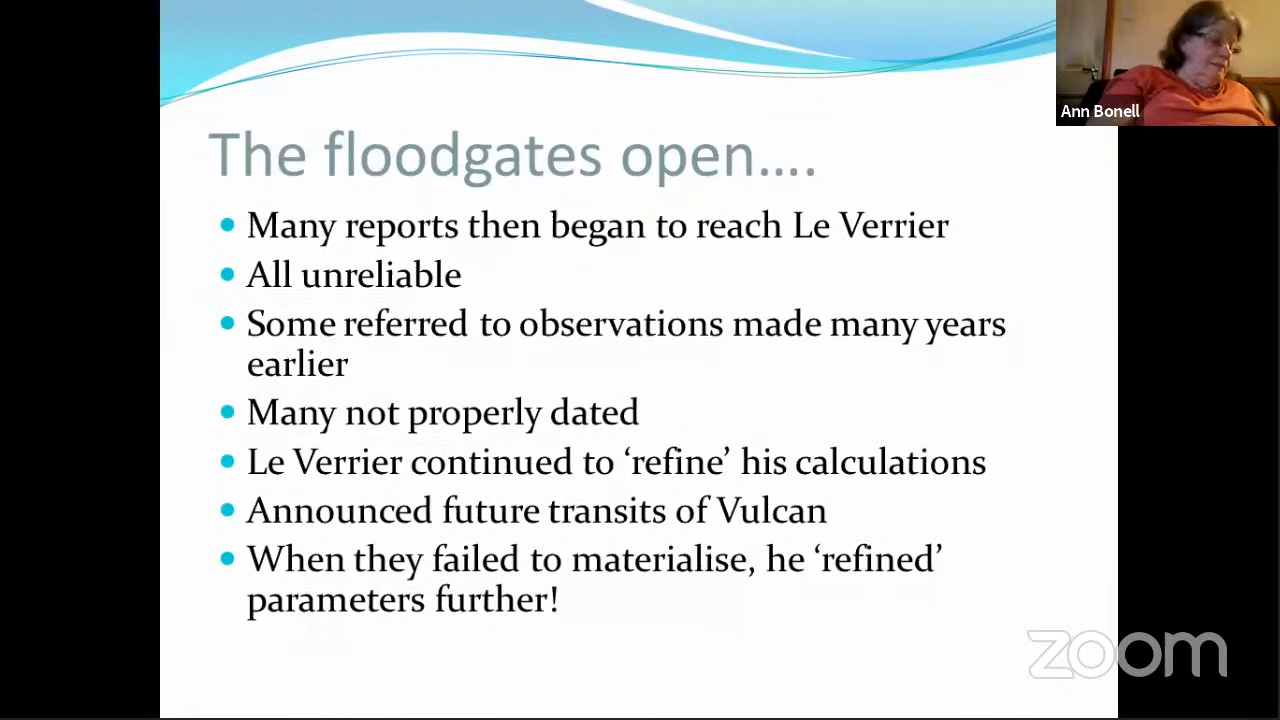 Ann Bonell
The floodgates open....
• Many reports then began to reach Le Verrier
• All unreliable
• Some referred to observations made many years
earlier
• Many not properly dated
• Le Verrier continued to ‘refine’ his calculations
• Announced future transits of Vulcan
• When they failed to materialise, he ‘refined’
parameters further!
zoom